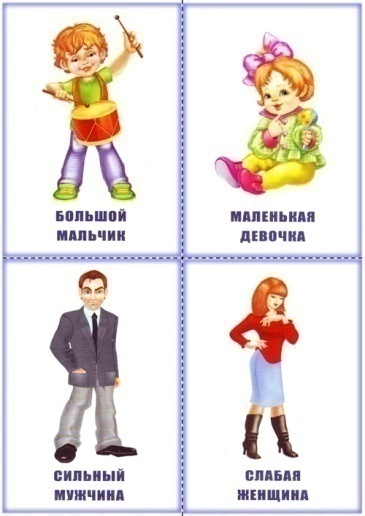 БОЛЬШОЙ
МАЛЬЧИК
МАЛЕНЬКАЯ
ДЕВОЧКА
СИЛЬНЫЙ
МУЖЧИНА
СЛАБАЯ
ЖЕНЩИНА